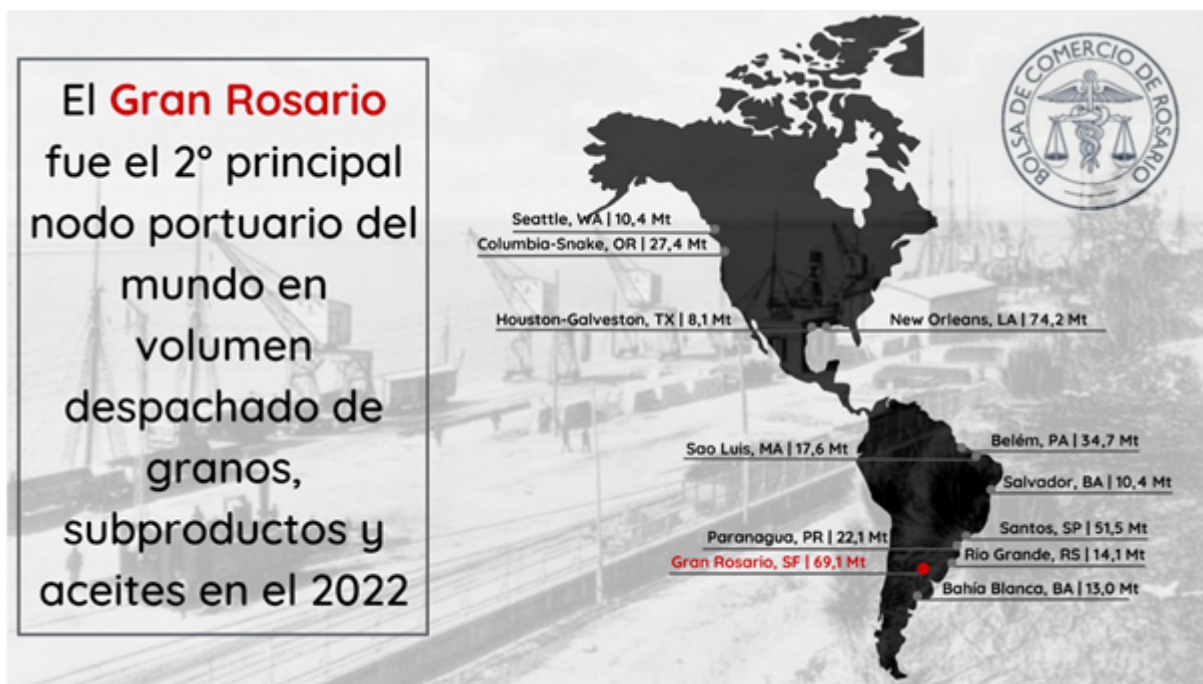 El Gran Rosario
fue el 2° principal
nodo portuario del
mundo en
volumen
despachado de
granos,
subproductos y
aceites en el 2022
BOLSA DE COMERCIO DE ROSARIO
Seattle, WA | 10,4 Mt
Columbia-Snake, OR | 27,4 Mt
Houston-Galveston, TX | 8,1 Mt
New Orleans, LA | 74,2 Mt
Sao Luis, MA | 17,6 Mt
Belém, PA | 34,7 Mt
Salvador, BA | 10,4 Mt
Santos, SP | 51,5 Mt
Paranagua, PR | 22,1 Mt
Río Grande, RS | 14,1 Mt
Gran Rosario, SF | 69,1 Mt
Bahía Blanca, BA | 13,0 Mt